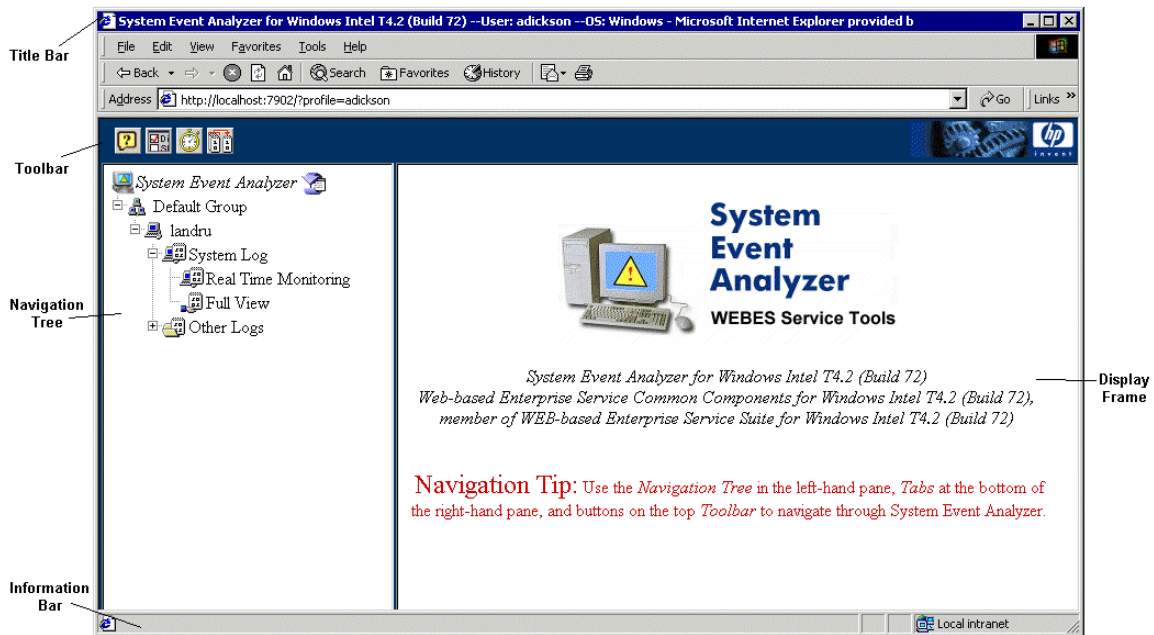 System Event Analyzer for Windows Intel T4.2 (Build 72) --User: adickson --OS: Windows - Microsoft Internet Explorer provided b
Title Bar
File Edit View Favorites Tools Help
Back Search Favorites History
Address http://localhost:7902/?profile=adickson Go Links »
Toolbar
hp
invent
System Event Analyzer
Default Group
landru
System Log
Real Time Monitoring
Full View
Other Logs
Navigation
Tree
System
Event
Analyzer
WEBES Service Tools
System Event Analyzer for Windows Intel T4.2 (Build 72)
Web-based Enterprise Service Common Components for Windows Intel T4.2 (Build 72),
member of WEB-based Enterprise Service Suite for Windows Intel T4.2 (Build 72)
Display
Frame
Navigation Tip: Use the Navigation Tree in the left-hand pane, Tabs at the bottom of
the right-hand pane, and buttons on the top Toolbar to navigate through System Event Analyzer.
Information
Bar
Local intranet